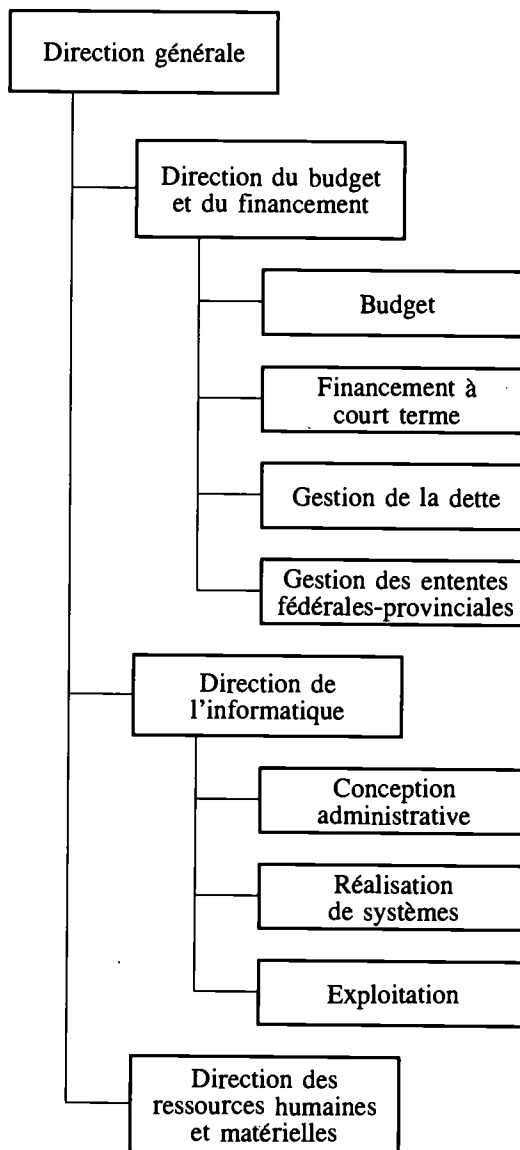 Direction générale
Direction du budget
et du financement
Budget
Financement à
court terme
Gestion de la dette
Gestion des ententes
fédérales-provinciales
Direction de
l'informatique
Conception
administrative
Réalisation
de systèmes
Exploitation
Direction des
ressources humaines
et matérielles